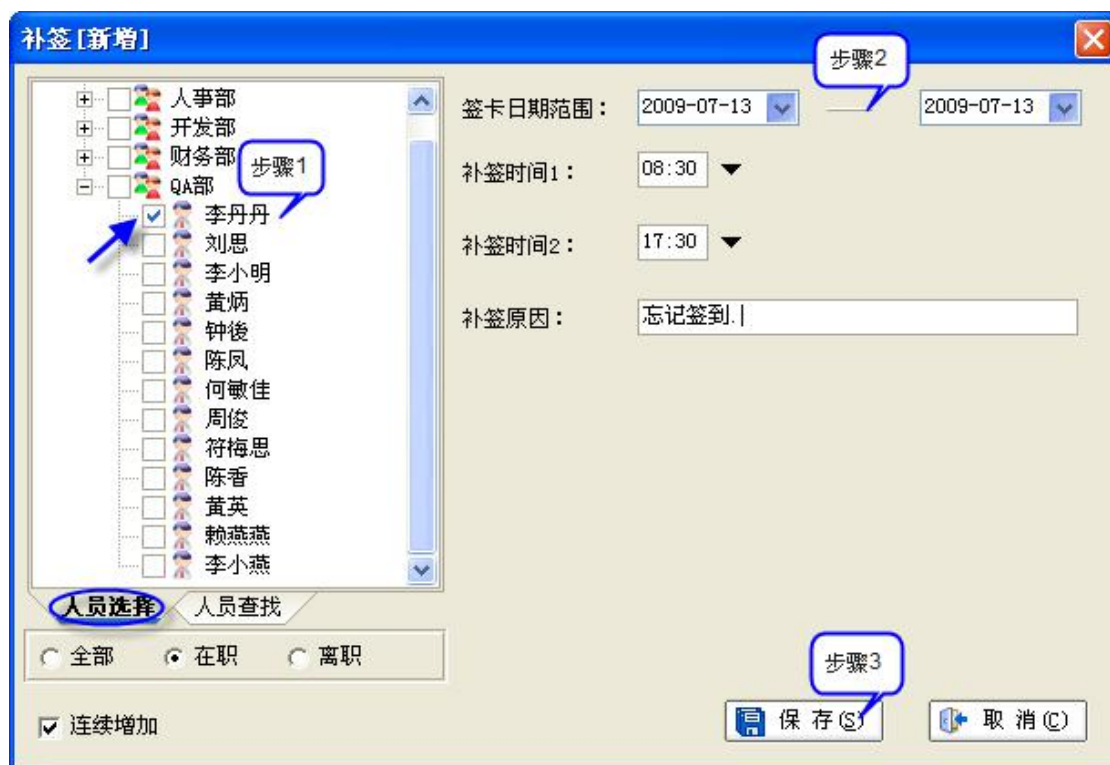 补签[新增]
步骤2
人事部
开发部
财务部
QA部
步骤1
李丹丹
刘思
李小明
黄炳
钟後
陈凤
何敏佳
周俊
符梅思
陈香
黄英
赖燕燕
李小燕
人员选择
人员查找
全部
在职
离职
连续增加
签卡日期范围：
2009-07-13
2009-07-13
补签时间1：
08:30
补签时间2：
17:30
补签原因：
忘记签到.
步骤3
保 存(S)
取 消(C)